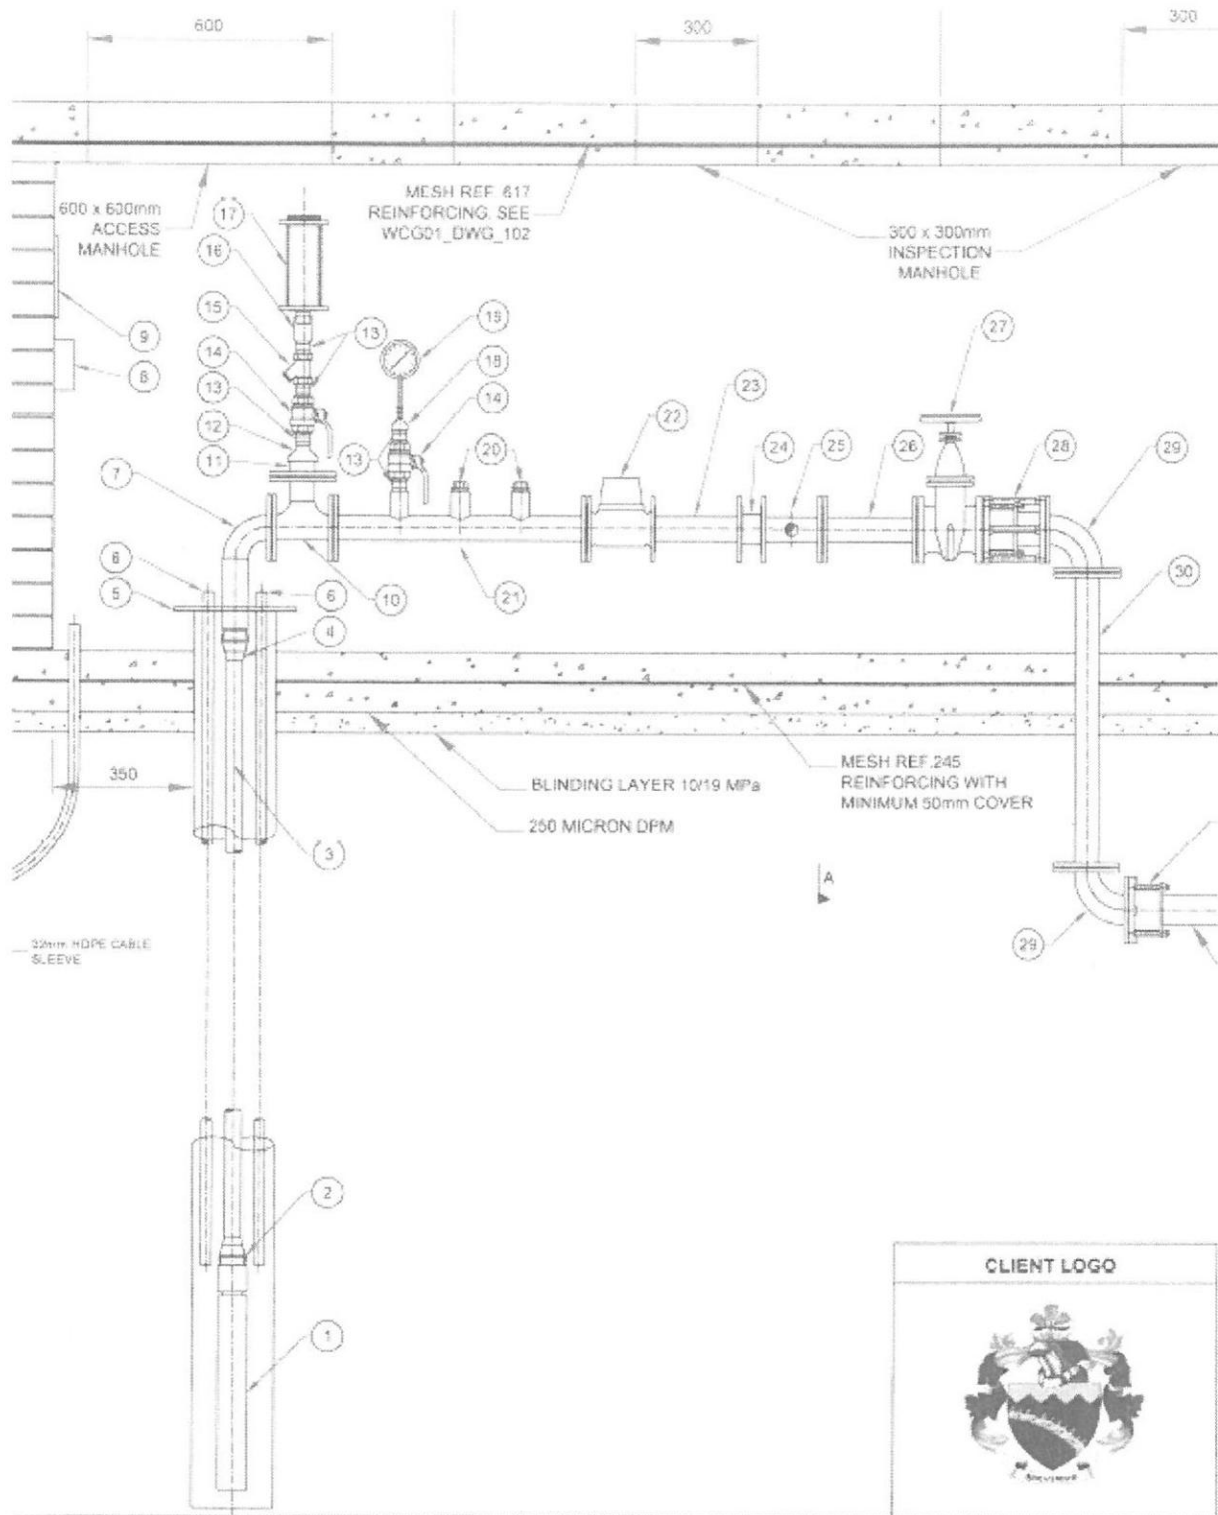 600
300
300
MESH REF. 617
REINFORCING, SEE
WCG01_DWG_102
600 x 600mm
ACCESS
MANHOLE
300 x 300mm
INSPECTION
MANHOLE
17
16
15
13
19
9
14
18
27
8
13
14
23
12
22
24
25
26
28
29
11
13
20
7
6
5
10
6
21
30
4
350
BLINDING LAYER 10/19 MPa
MESH REF.245
REINFORCING WITH
MINIMUM 50mm COVER
250 MICRON DPM
3
A
32mm HDPE CABLE
SLEEVE
29
2
CLIENT LOGO
1